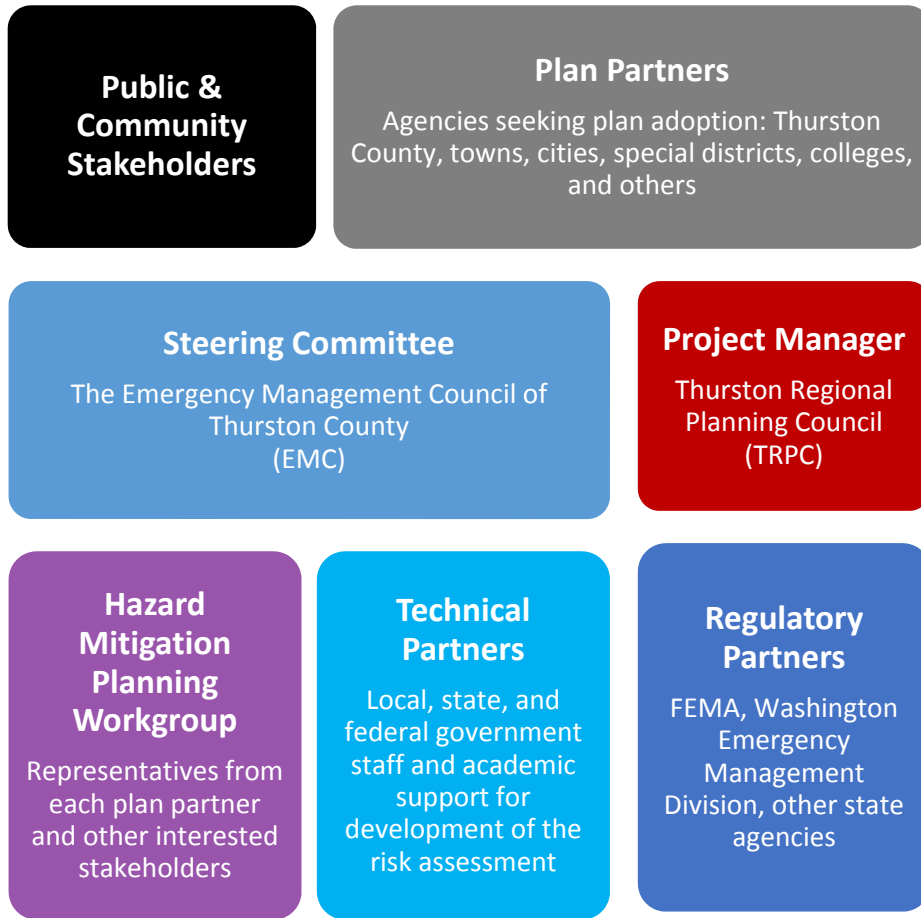 Public &
Community
Stakeholders
Plan Partners
Agencies seeking plan adoption: Thurston
County, towns, cities, special districts, colleges,
and others
Steering Committee
The Emergency Management Council of
Thurston County
(EMC)
Project Manager
Thurston Regional
Planning Council
(TRPC)
Hazard
Mitigation
Planning
Workgroup
Representatives from
each plan partner
and other interested
stakeholders
Technical
Partners
Local, state, and
federal government
staff and academic
support for
development of the
risk assessment
Regulatory
Partners
FEMA, Washington
Emergency
Management
Division, other state
agencies